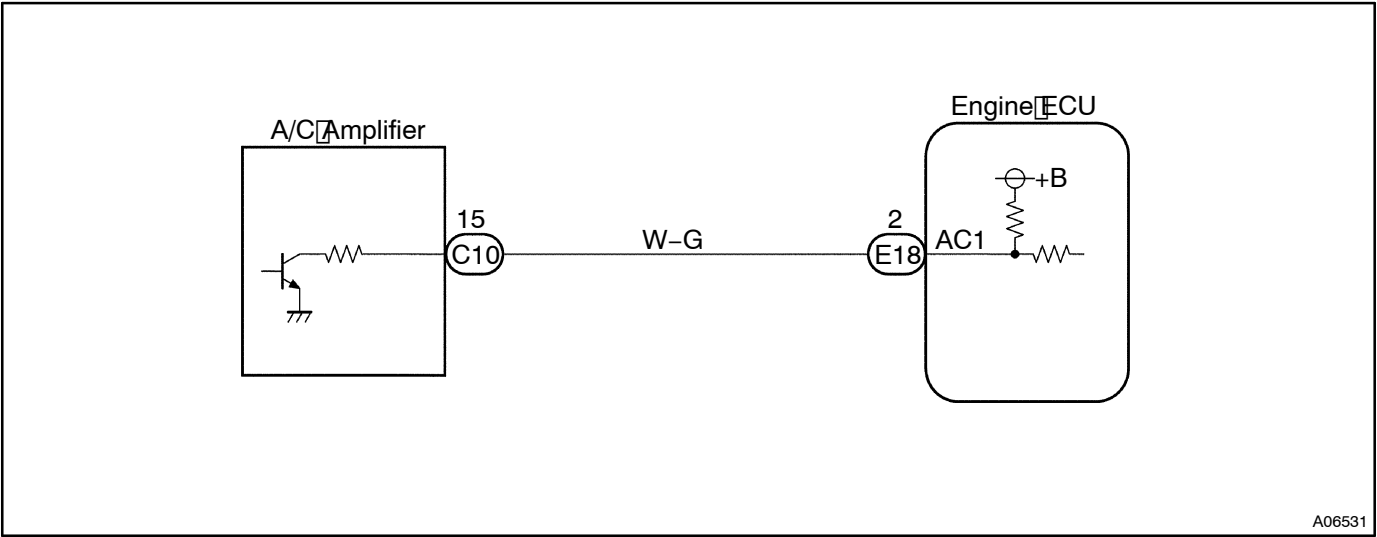 Engine ECU
A/C Amplifier
+B
15
2
W–G
AC1
C10
E18
A06531